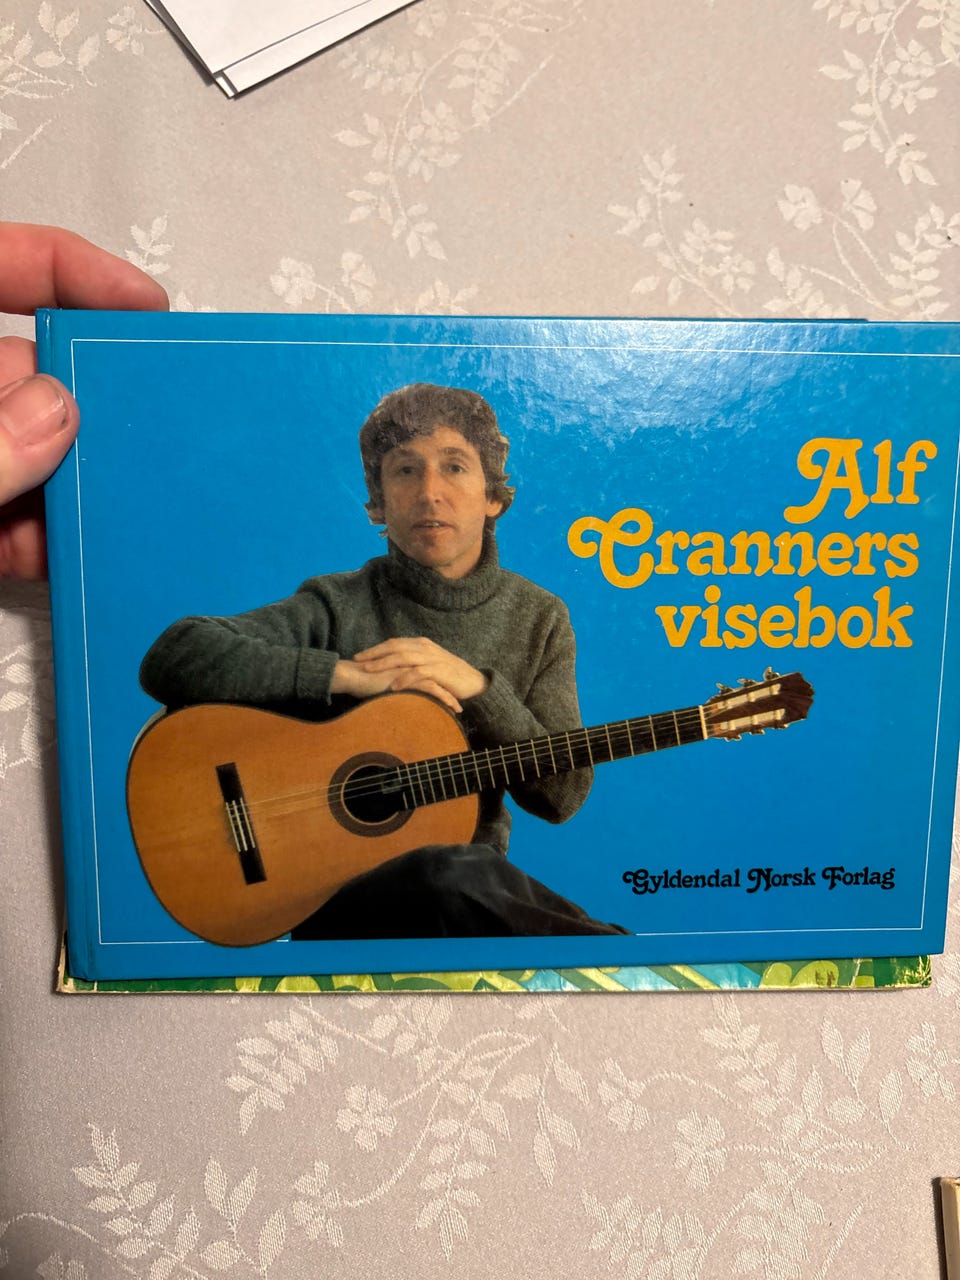 Alf
Cranners
visebok
Gyldendal Norsk Forlag